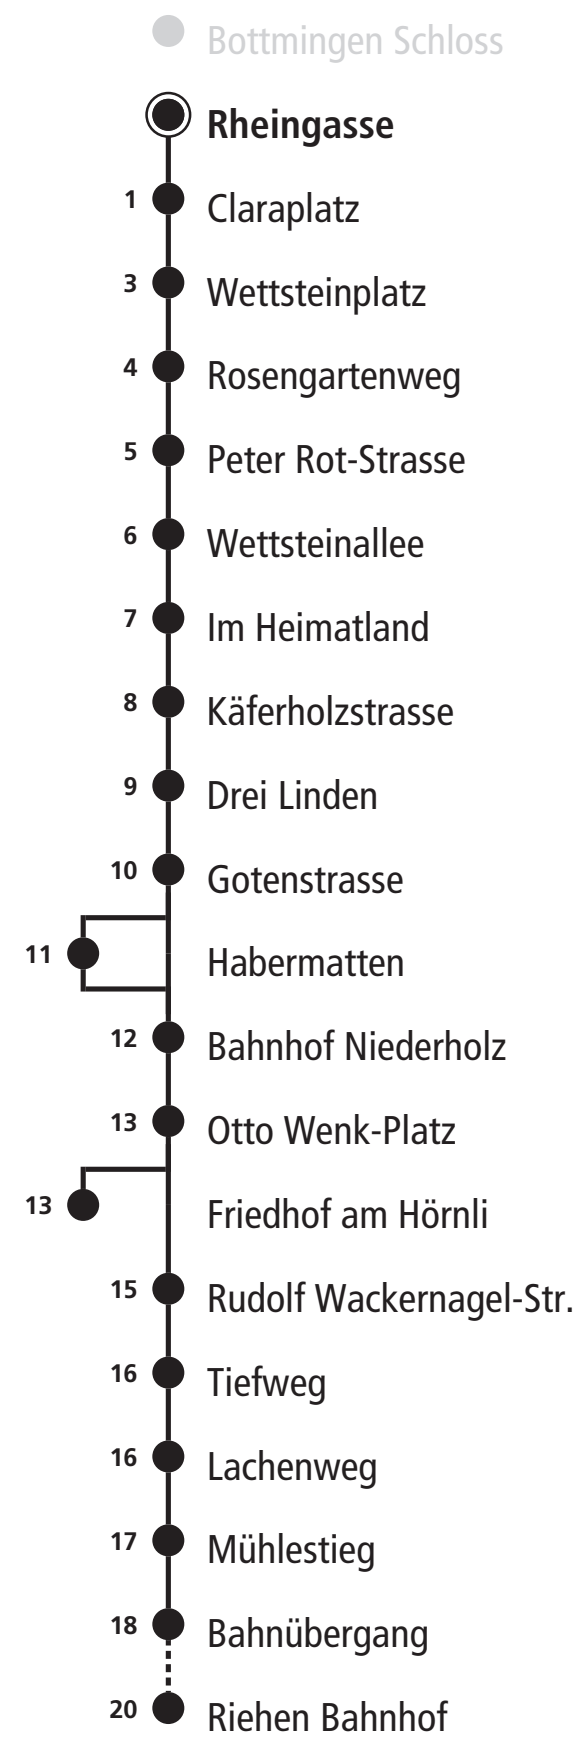 Bottmingen Schloss
Rheingasse
1 Claraplatz
3 Wettsteinplatz
4 Rosengartenweg
5 Peter Rot-Strasse
6 Wettsteinallee
7 Im Heimatland
8 Käferholzstrasse
9 Drei Linden
10 Gotenstrasse
11 Habermatten
12 Bahnhof Niederholz
13 Otto Wenk-Platz
13 Friedhof am Hörnli
15 Rudolf Wackernagel-Str.
16 Tiefweg
16 Lachenweg
17 Mühlestieg
18 Bahnübergang
20 Riehen Bahnhof